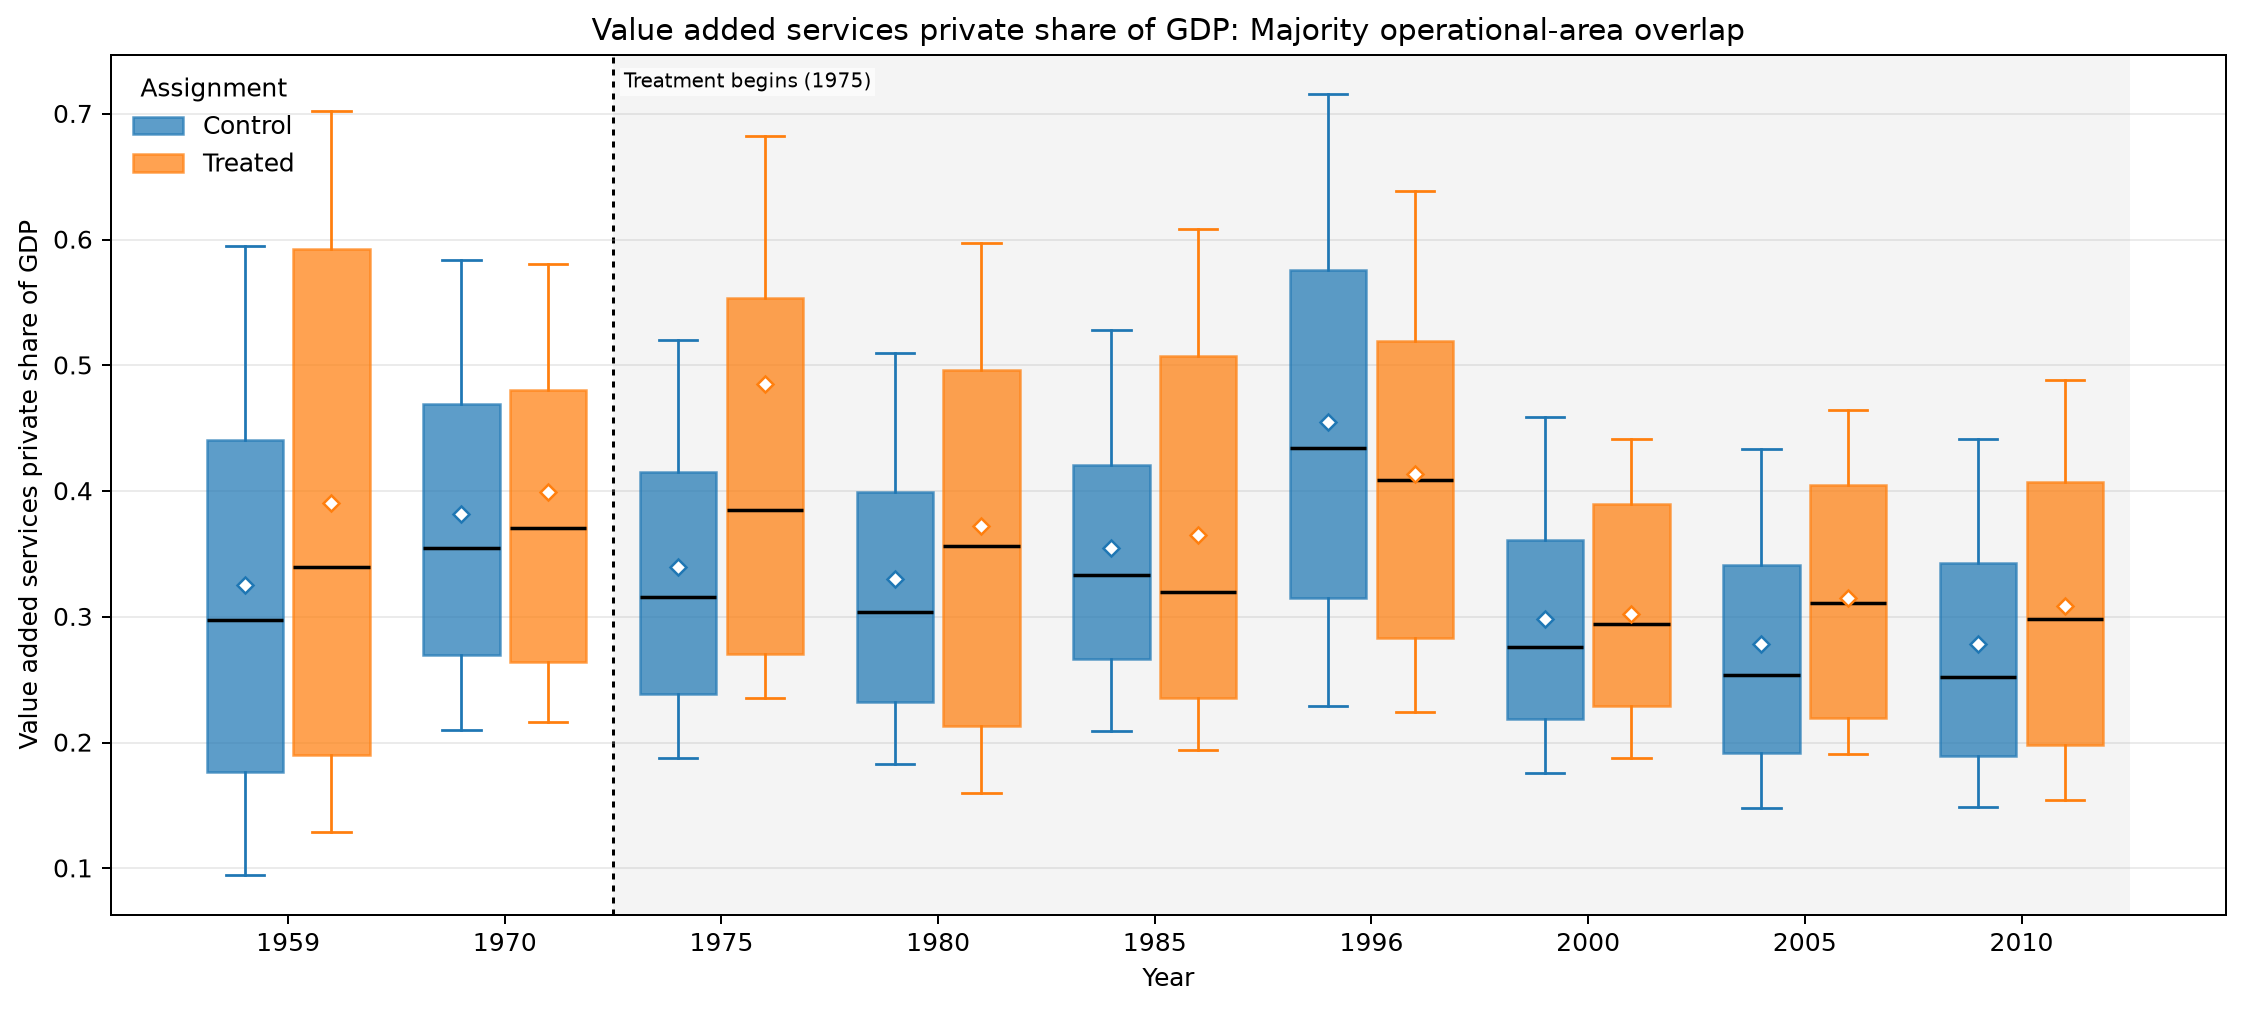 Value added services private share of GDP: Majority operational-area overlap
Treatment begins (1975)
Assignment
Control
Treated
Value added services private share of GDP
0.7
0.6
0.5
0.4
0.3
0.2
0.1
1959 1970 1975 1980 1985 1996 2000 2005 2010
Year